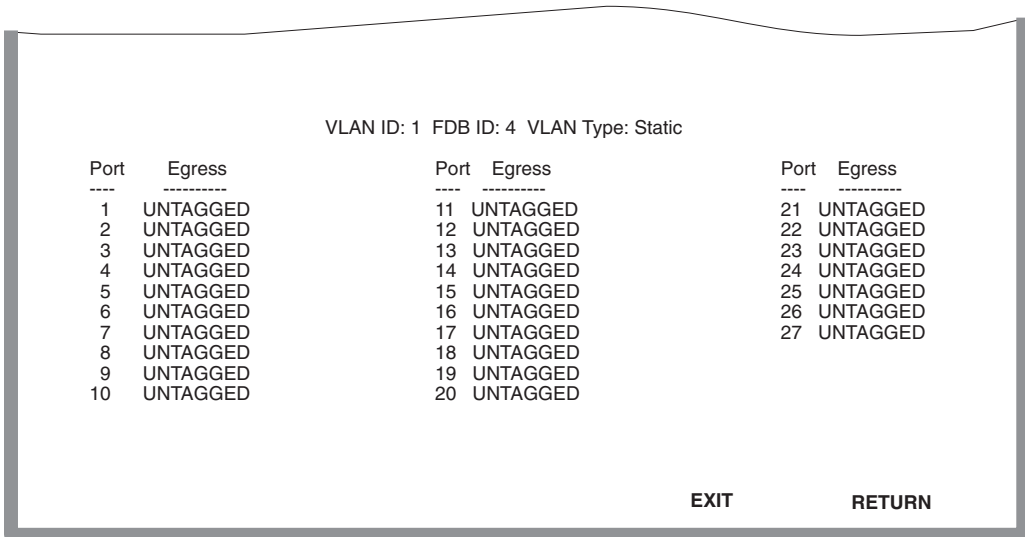 VLAN ID: 1 FDB ID: 4 VLAN Type: Static
Port Egress Port Egress Port Egress
---- ---------- ---- ---------- ---- ----------
1 UNTAGGED 11 UNTAGGED 21 UNTAGGED
2 UNTAGGED 12 UNTAGGED 22 UNTAGGED
3 UNTAGGED 13 UNTAGGED 23 UNTAGGED
4 UNTAGGED 14 UNTAGGED 24 UNTAGGED
5 UNTAGGED 15 UNTAGGED 25 UNTAGGED
6 UNTAGGED 16 UNTAGGED 26 UNTAGGED
7 UNTAGGED 17 UNTAGGED 27 UNTAGGED
8 UNTAGGED 18 UNTAGGED
9 UNTAGGED 19 UNTAGGED
10 UNTAGGED 20 UNTAGGED
EXIT RETURN